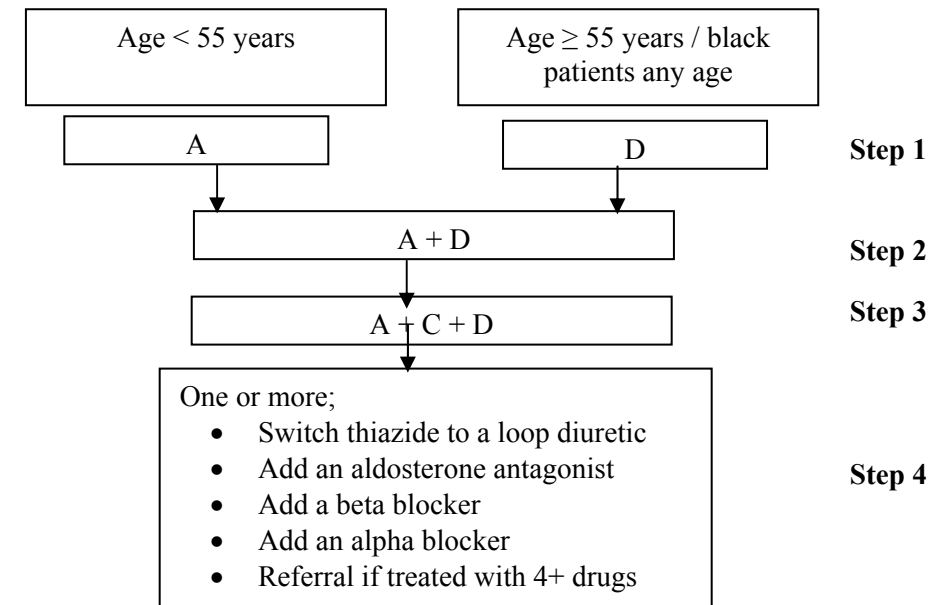 Age < 55 years
Age ≥ 55 years / black
patients any age
A
D
Step 1
A + D
Step 2
A + C + D
Step 3
One or more;
• Switch thiazide to a loop diuretic
• Add an aldosterone antagonist
• Add a beta blocker
• Add an alpha blocker
• Referral if treated with 4+ drugs
Step 4